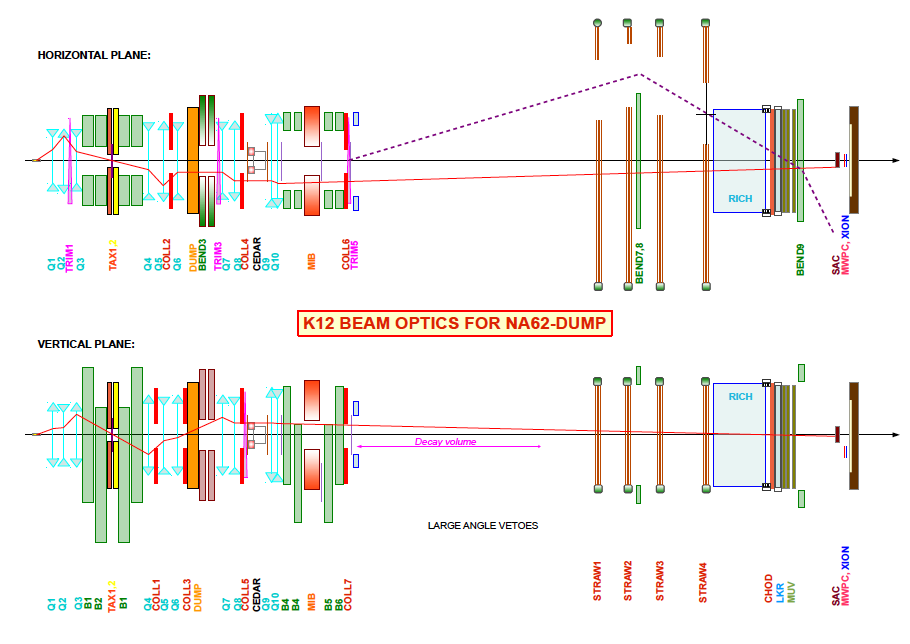 HORIZONTAL PLANE:
RICH
Q1
Q2
TRIM1
Q3
TAX1.2
Q4
Q5
COLL2
Q6
DUMP
BEND3
TRIM3
Q7
Q8
COLL4
CEDAR
Q9
Q10
MIB
COLL6
TRIM5
BEND7,8
BEND9
SAC
MWPC, XION
K12 BEAM OPTICS FOR NA62-DUMP
VERTICAL PLANE:
RICH
Decay volume
LARGE ANGLE VETOES
Q1
Q2
Q3
B1
B2
TAX1.2
B1
Q4
COLL1
Q5
Q6
COLL3
DUMP
Q7
Q8
COLL5
CEDAR
Q9
Q10
B4
B4
MIB
B5
B6
COLL7
STRAW1
STRAW2
STRAW3
STRAW4
CHOD
LKR
MUV
SAC
MWPC, XION